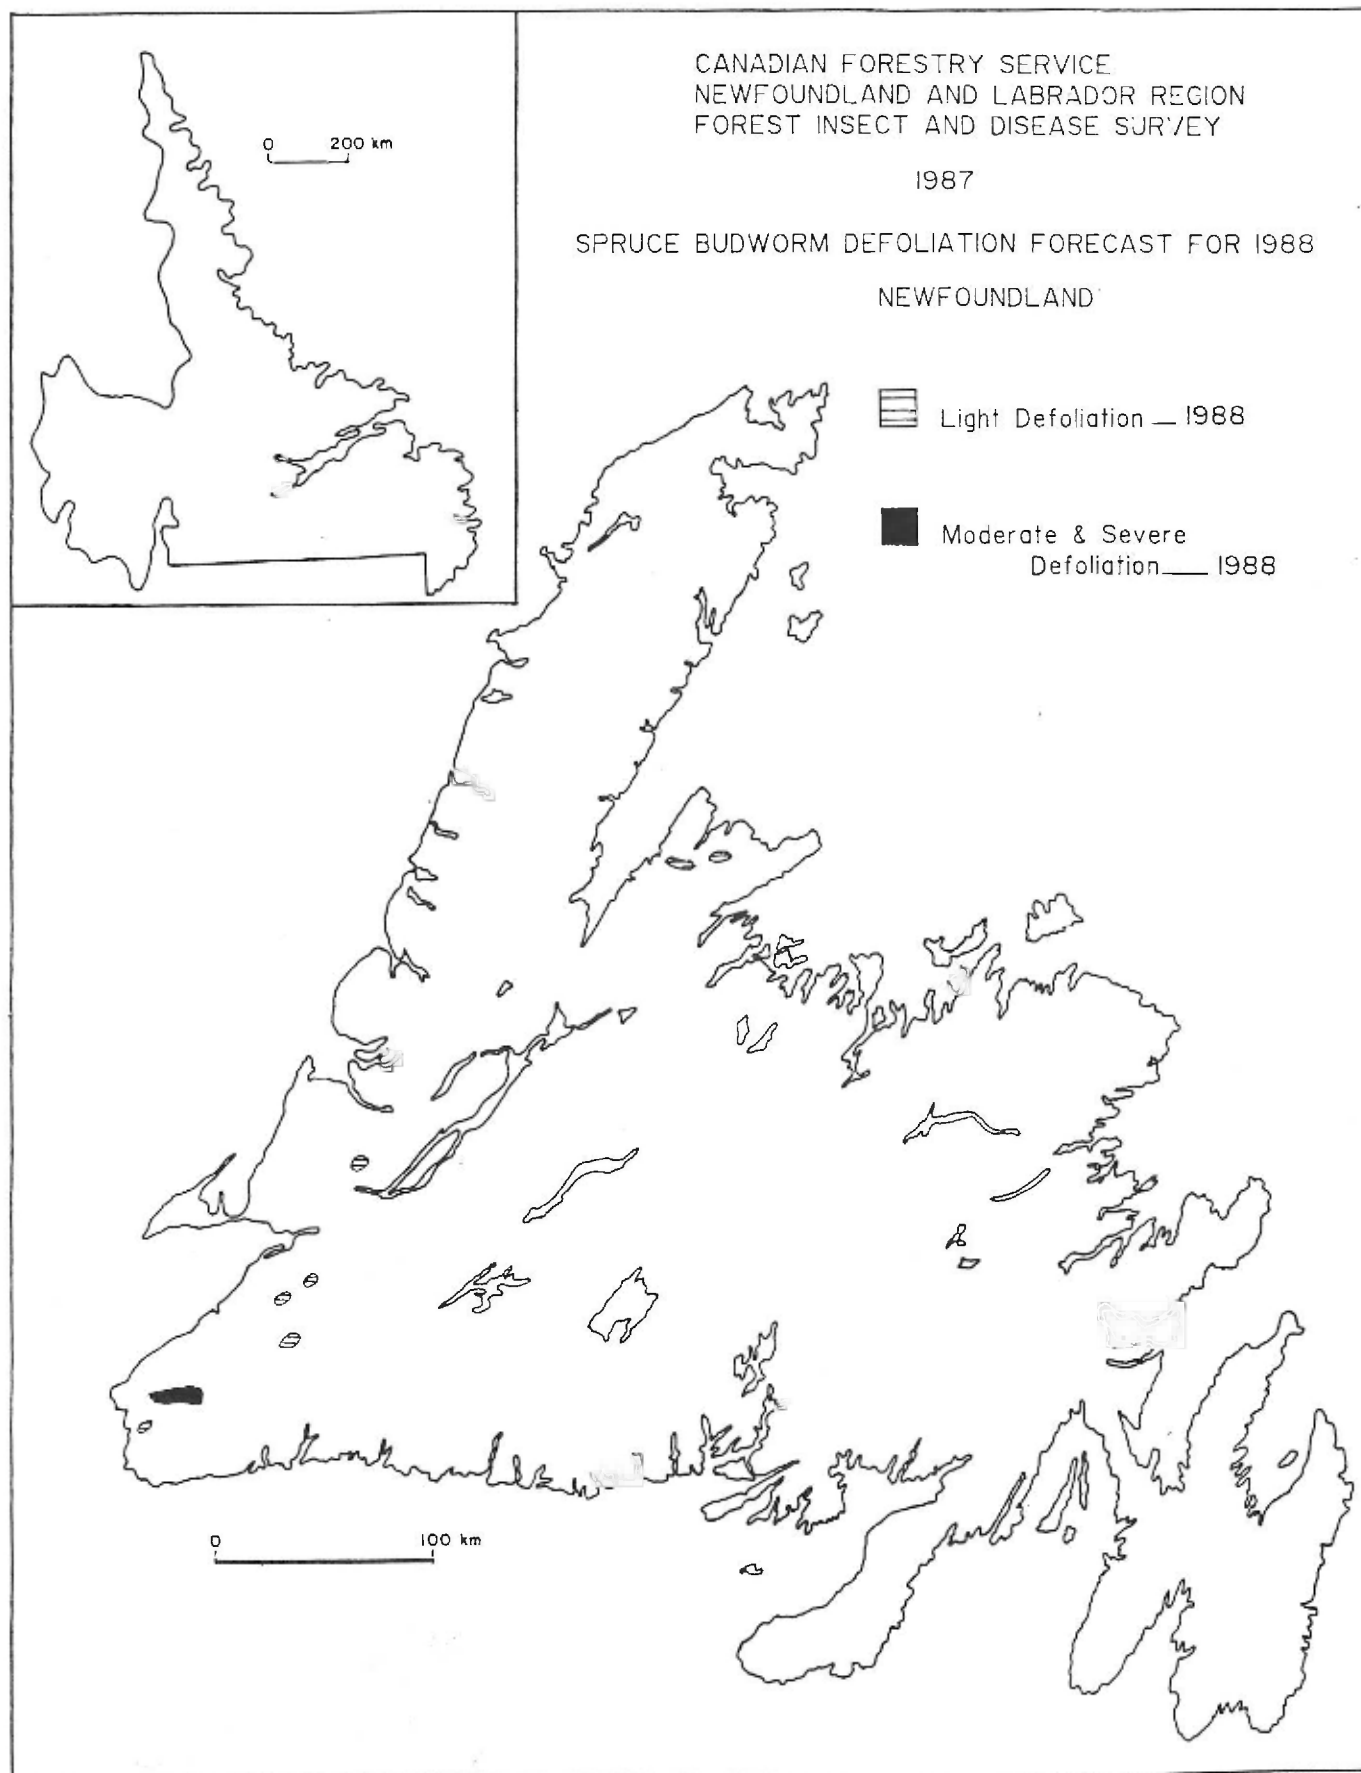 0 200 km
CANADIAN FORESTRY SERVICE
NEWFOUNDLAND AND LABRADOR REGION
FOREST INSECT AND DISEASE SURVEY
1987
SPRUCE BUDWORM DEFOLIATION FORECAST FOR 1988
NEWFOUNDLAND
Light Defoliation — 1988
Moderate & Severe
Defoliation — 1988
0 100 km